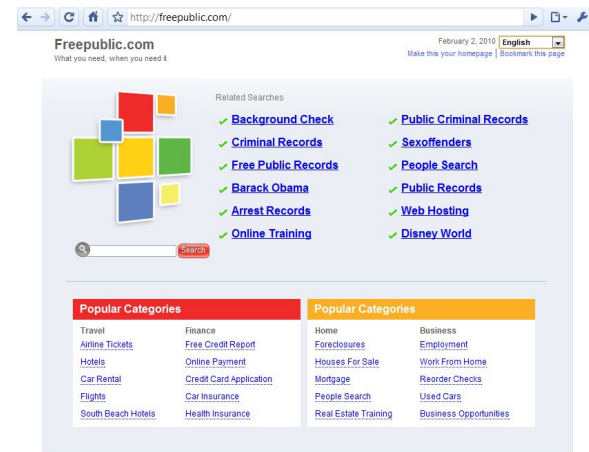 http://freepublic.com/
Freepublic.com
What you need, when you need it
February 2, 2010 English
Make this your homepage | Bookmark this page
Related Searches
Background Check
Public Criminal Records
Criminal Records
Sexoffenders
Free Public Records
People Search
Barack Obama
Public Records
Arrest Records
Web Hosting
Online Training
Disney World
Search
Popular Categories
Popular Categories
Travel Finance Home Business
Airline Tickets Free Credit Report Foreclosures Employment
Hotels Online Payment Houses For Sale Work From Home
Car Rental Credit Card Application Mortgage Reorder Checks
Flights Car Insurance People Search Used Cars
South Beach Hotels Health Insurance Real Estate Training Business Opportunities